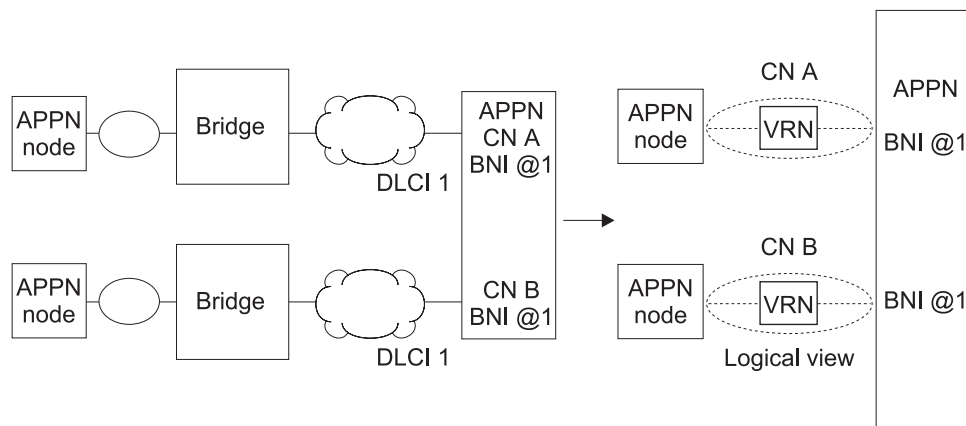 APPN
node
Bridge
DLCI 1
APPN
CN A
BNI @1
APPN
node
Bridge
DLCI 1
CN B
BNI @1
CN A
APPN
node
VRN
APPN
BNI @1
CN B
APPN
node
VRN
BNI @1
Logical view